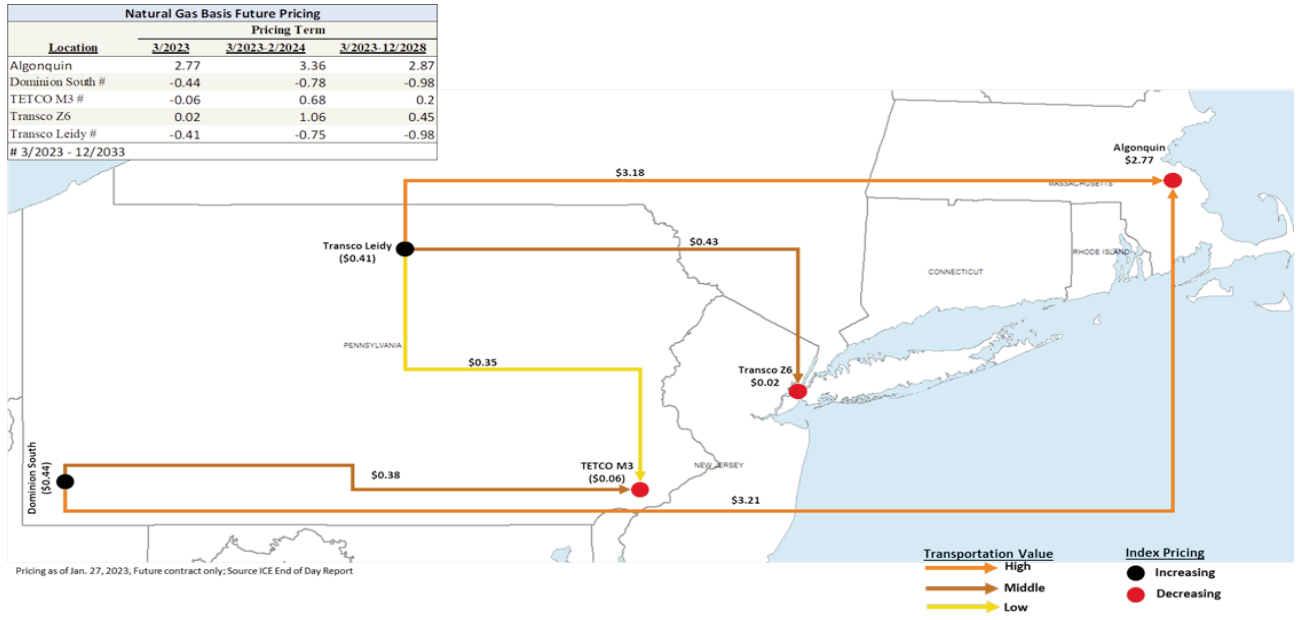 Natural Gas Basis Future Pricing
Pricing Term
Location 3/2023 3/2023-2/2024 3/2023-12/2028
Algonquin 2.77 3.36 2.87
Dominion South # -0.44 -0.78 -0.98
TETCO M3 # -0.06 0.68 0.2
Transco Z6 0.02 1.06 0.45
Transco Leidy # -0.41 -0.75 -0.98
# 3/2023 - 12/2033
Algonquin
$2.77
$3.18
MASSACHUSETTS
Transco Leidy
($0.41)
$0.43
RHODE ISLAND
CONNECTICUT
PENNSYLVANIA
$0.35
Transco Z6
$0.02
Dominion South
($0.44)
$0.38
TETCO M3
($0.06)
NEW JERSEY
$3.21
Pricing as of Jan. 27, 2023, Future contract only; Source ICE End of Day Report
Transportation Value
High
Middle
Low
Index Pricing
Increasing
Decreasing